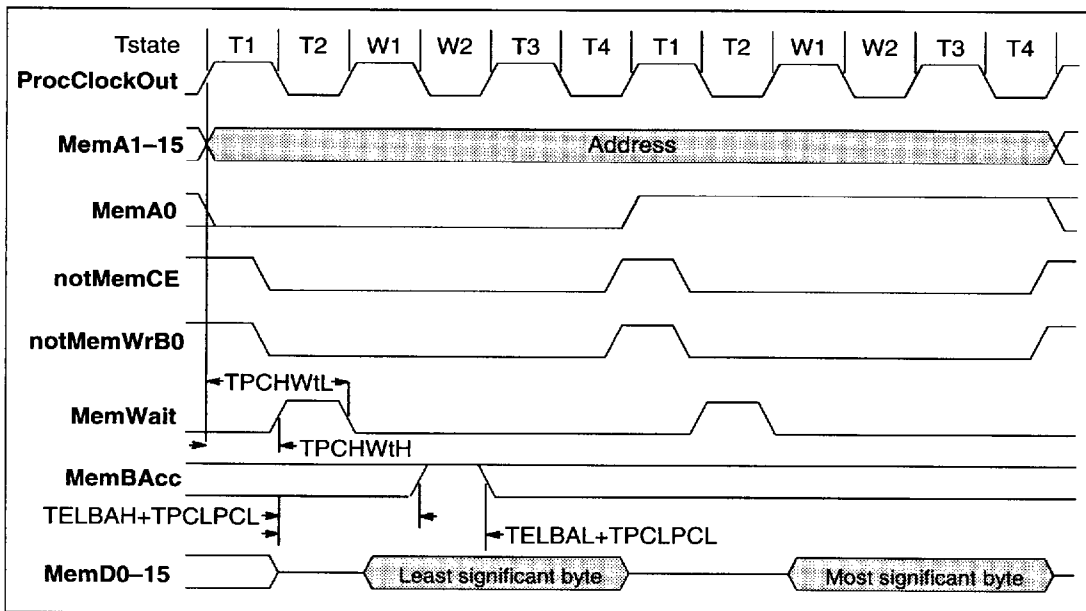 Tstate T1 T2 W1 W2 T3 T4 T1 T2 W1 W2 T3 T4
ProcClockOut
MemA1–15 Address
MemA0
notMemCE
notMemWrB0
TPCHWtL
MemWait
TPCHWtH
MemBAcc
TELBAH+TPCLPCL TELBAL+TPCLPCL
MemD0–15 Least significant byte Most significant byte